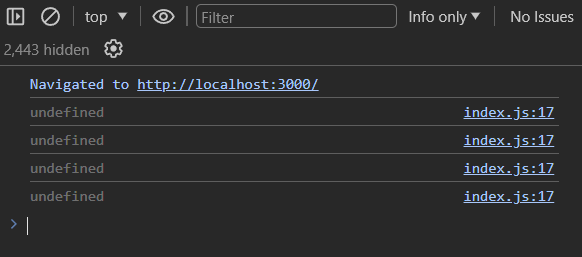 top Filter Info only No Issues
2,443 hidden
Navigated to http://localhost:3000/
undefined index.js:17
undefined index.js:17
undefined index.js:17
undefined index.js:17
>